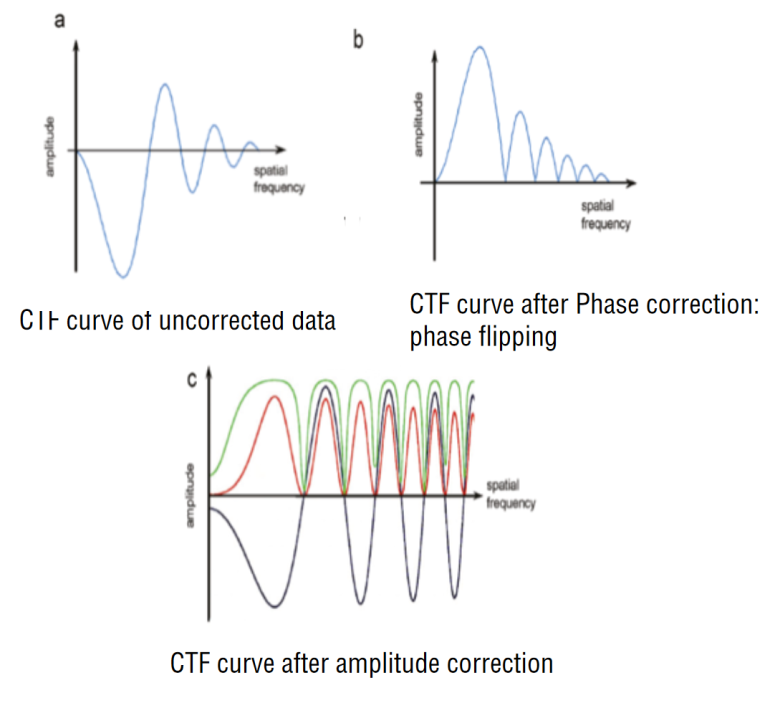 a
amplitude
spatial
frequency
CTF curve of uncorrected data
b
amplitude
spatial
frequency
CTF curve after Phase correction:
phase flipping
c
amplitude
spatial
frequency
CTF curve after amplitude correction